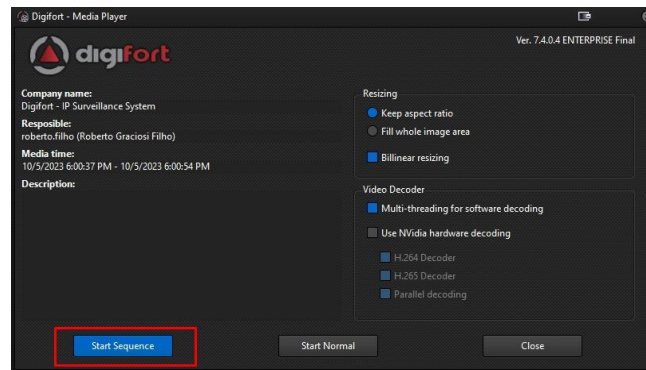 Digifort - Media Player
digifort
Ver. 7.4.0.4 ENTERPRISE Final
Company name:
Digifort - IP Surveillance System
Resposible:
roberto.filho (Roberto Graciosi Filho)
Media time:
10/5/2023 6:00:37 PM - 10/5/2023 6:00:54 PM
Description:
Resizing
Keep aspect ratio
Fill whole image area
Billinear resizing
Video Decoder
Multi-threading for software decoding
Use NVidia hardware decoding
H.264 Decoder
H.265 Decoder
Parallel decoding
Start Sequence
Start Normal
Close